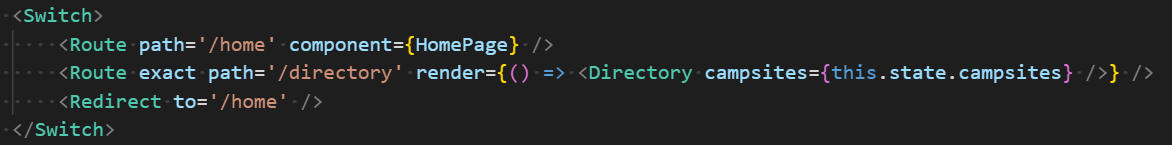 <Switch>
<Route path='/home' component={HomePage} />
<Route exact path='/directory' render={() => <Directory campsites={this.state.campsites} />} />
<Redirect to='/home' />
</Switch>